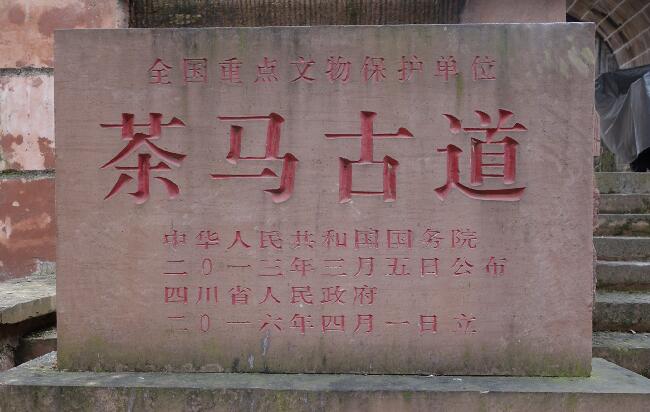 全国重点文物保护单位
茶马古道
中华人民共和国国务院
二〇一三年三月五日公布
四川省人民政府
二〇一六年四月一日立